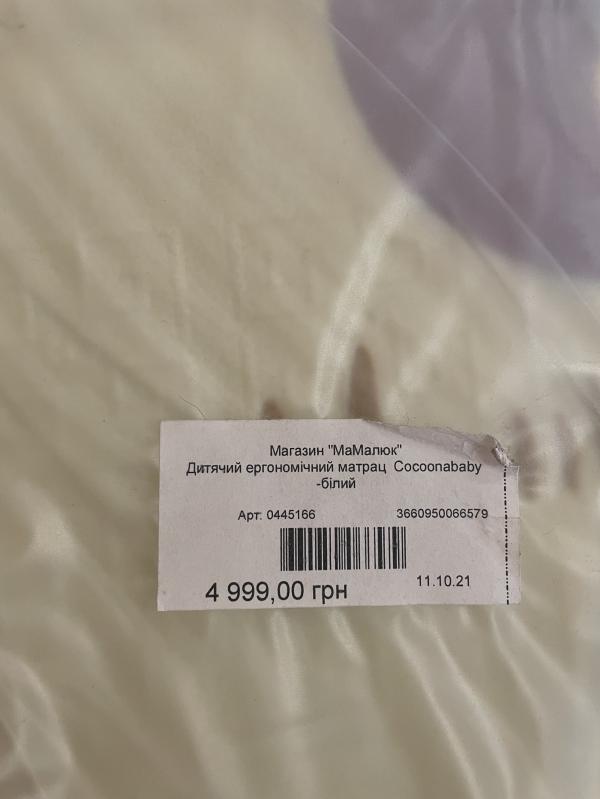 Магазин "МаМалюк"
Дитячий ергономічний матрац Cocoonababy
-білий
Арт: 0445166 3660950066579
4 999,00 грн 11.10.21